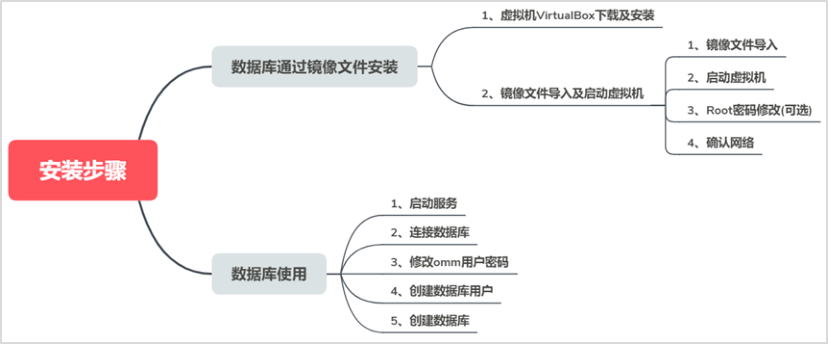 安装步骤
数据库通过镜像文件安装
1、虚拟机VirtualBox下载及安装
2、镜像文件导入及启动虚拟机
1、镜像文件导入
2、启动虚拟机
3、Root密码修改(可选)
4、确认网络
数据库使用
1、启动服务
2、连接数据库
3、修改omm用户密码
4、创建数据库用户
5、创建数据库